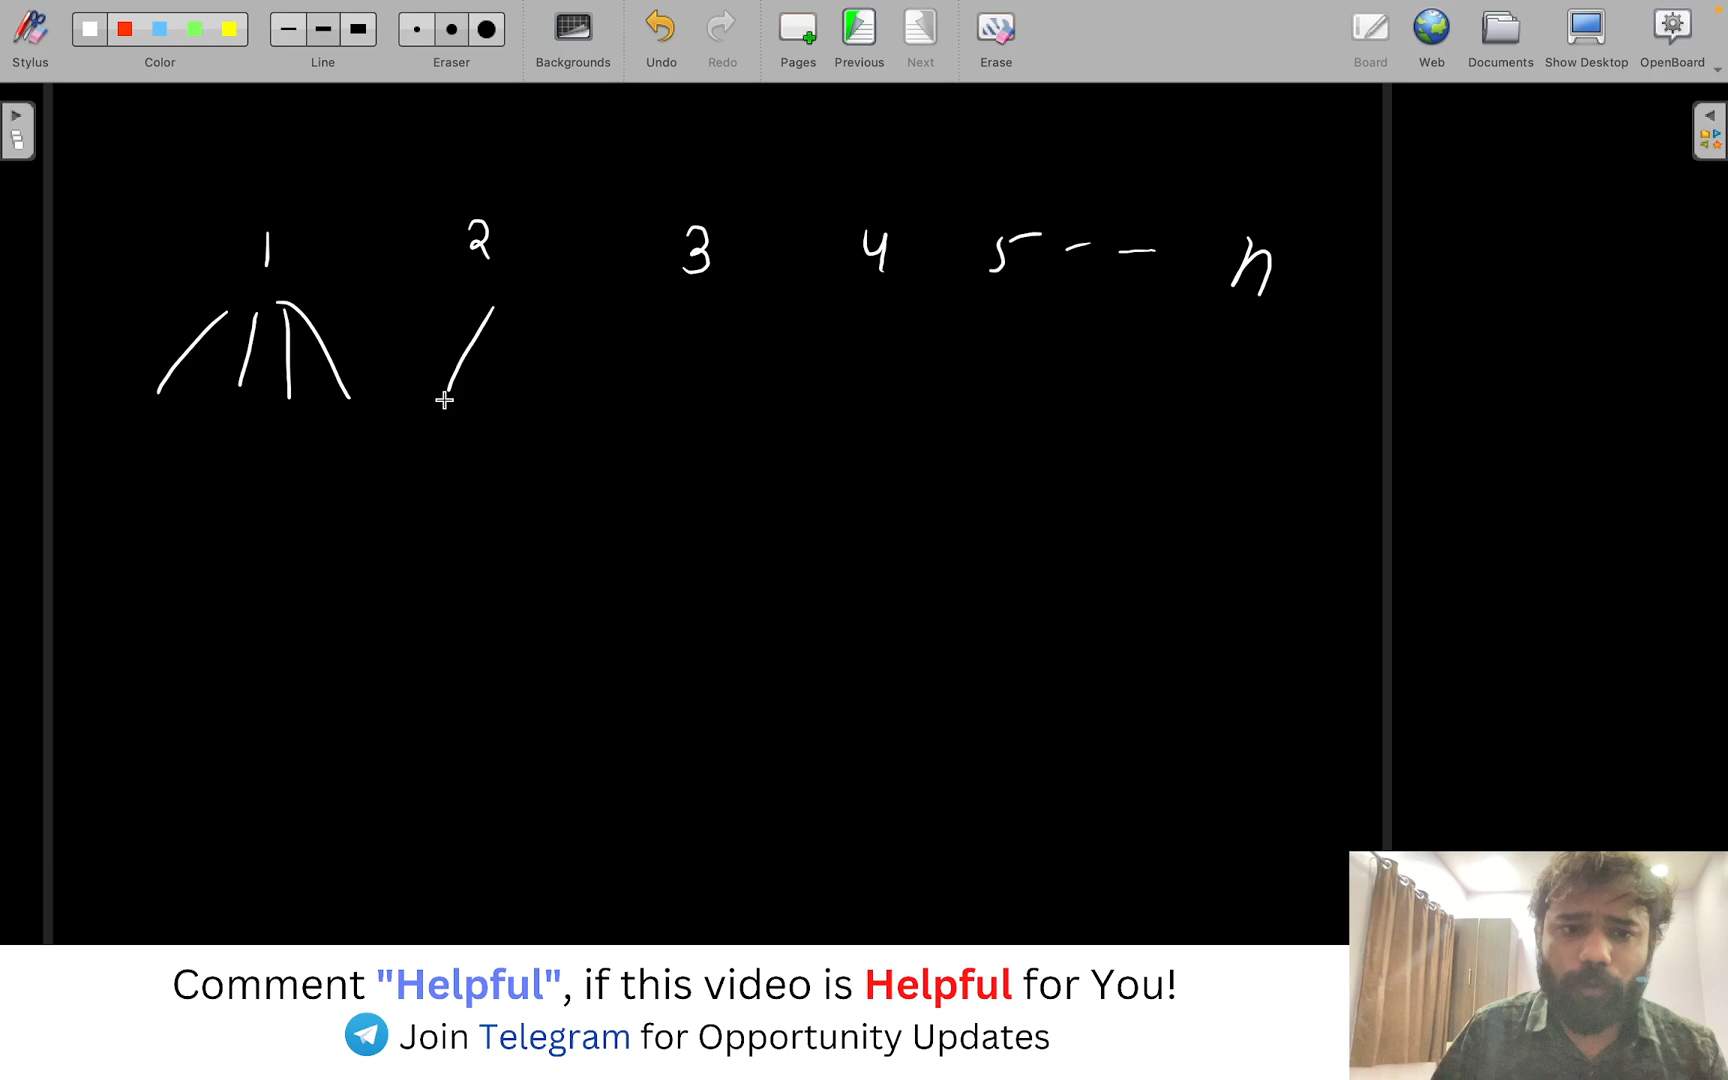 Stylus Color Line Eraser Backgrounds Undo Redo Pages Previous Next Erase Board Web Documents Show Desktop OpenBoard
1 2 3 4 5 - - n
Comment "Helpful", if this video is Helpful for You!
Join Telegram for Opportunity Updates